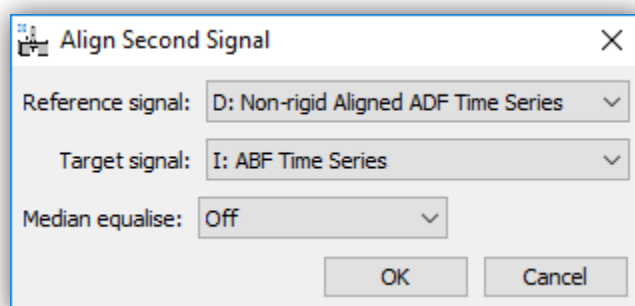 Align Second Signal
Reference signal: D: Non-rigid Aligned ADF Time Series
Target signal: I: ABF Time Series
Median equalise: Off
OK Cancel